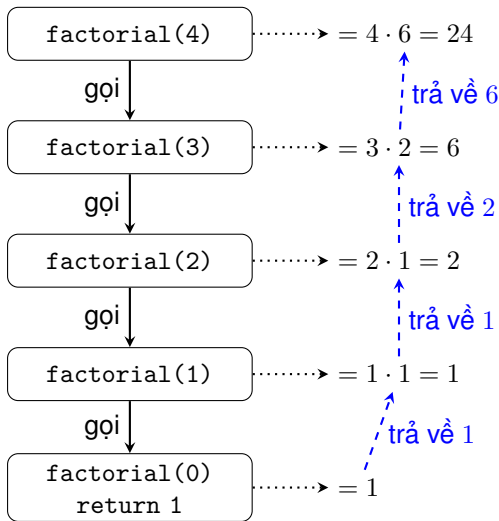 factorial(4) = 4 · 6 = 24
gọi trả về 6
factorial(3) = 3 · 2 = 6
gọi trả về 2
factorial(2) = 2 · 1 = 2
gọi trả về 1
factorial(1) = 1 · 1 = 1
gọi trả về 1
factorial(0)
return 1 = 1